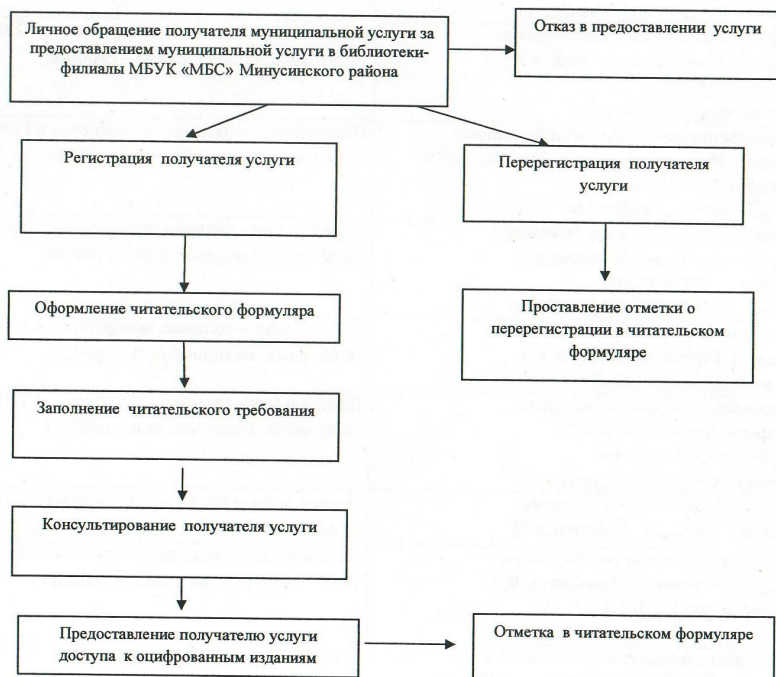 Личное обращение получателя муниципальной услуги за
предоставлением муниципальной услуги в библиотеки-
филиалы МБУК «МБС» Минусинского района
Отказ в предоставлении услуги
Регистрация получателя услуги
Перерегистрация получателя
услуги
Оформление читательского формуляра
Проставление отметки о
перерегистрации в читательском
формуляре
Заполнение читательского требования
Консультирование получателя услуги
Предоставление получателю услуги
доступа к оцифрованным изданиям
Отметка в читательском формуляре